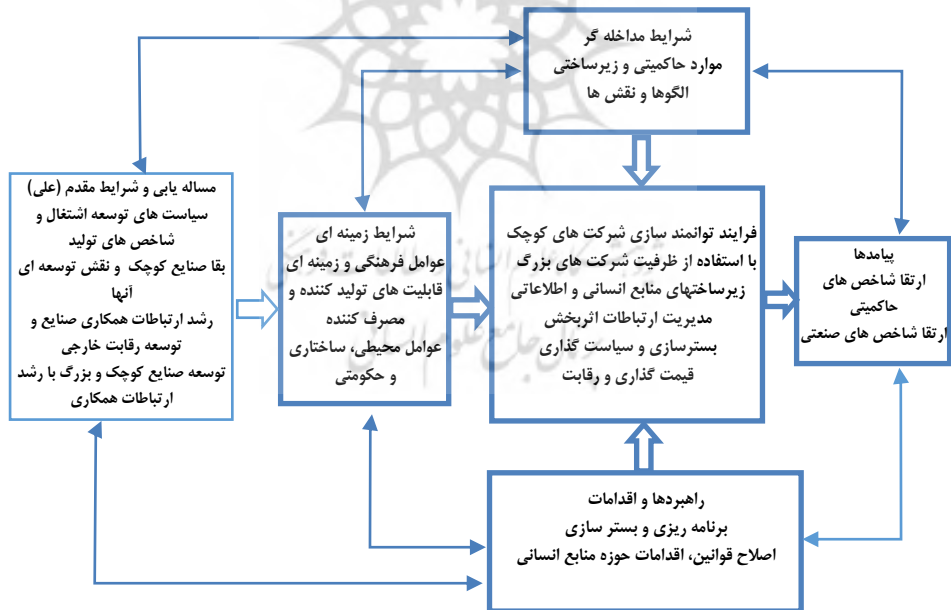 شرایط مداخله گر
موارد حاکمیتی و زیرساختی
الگوها و نقش ها
مساله یابی و شرایط مقدم (علی)
سیاست های توسعه اشتغال و
شاخص های تولید
بقا صنایع کوچک و نقش توسعه ای
آنها
رشد ارتباطات همکاری صنایع و
توسعه رقابت خارجی
توسعه صنایع کوچک و بزرگ با رشد
ارتباطات همکاری
شرایط زمینه ای
عوامل فرهنگی و زمینه ای
قابلیت های تولید کننده و
مصرف کننده
عوامل محیطی، ساختاری
و حکومتی
فرایند توانمند سازی شرکت های کوچک
با استفاده از ظرفیت شرکت های بزرگ
زیرساختهای منابع انسانی و اطلاعاتی
مدیریت ارتباطات اثربخش
بسترسازی و سیاست گذاری
قیمت گذاری و رقابت
پیامدها
ارتقا شاخص های
حاکمیتی
ارتقا شاخص های صنعتی
راهبردها و اقدامات
برنامه ریزی و بستر سازی
اصلاح قوانین، اقدامات حوزه منابع انسانی